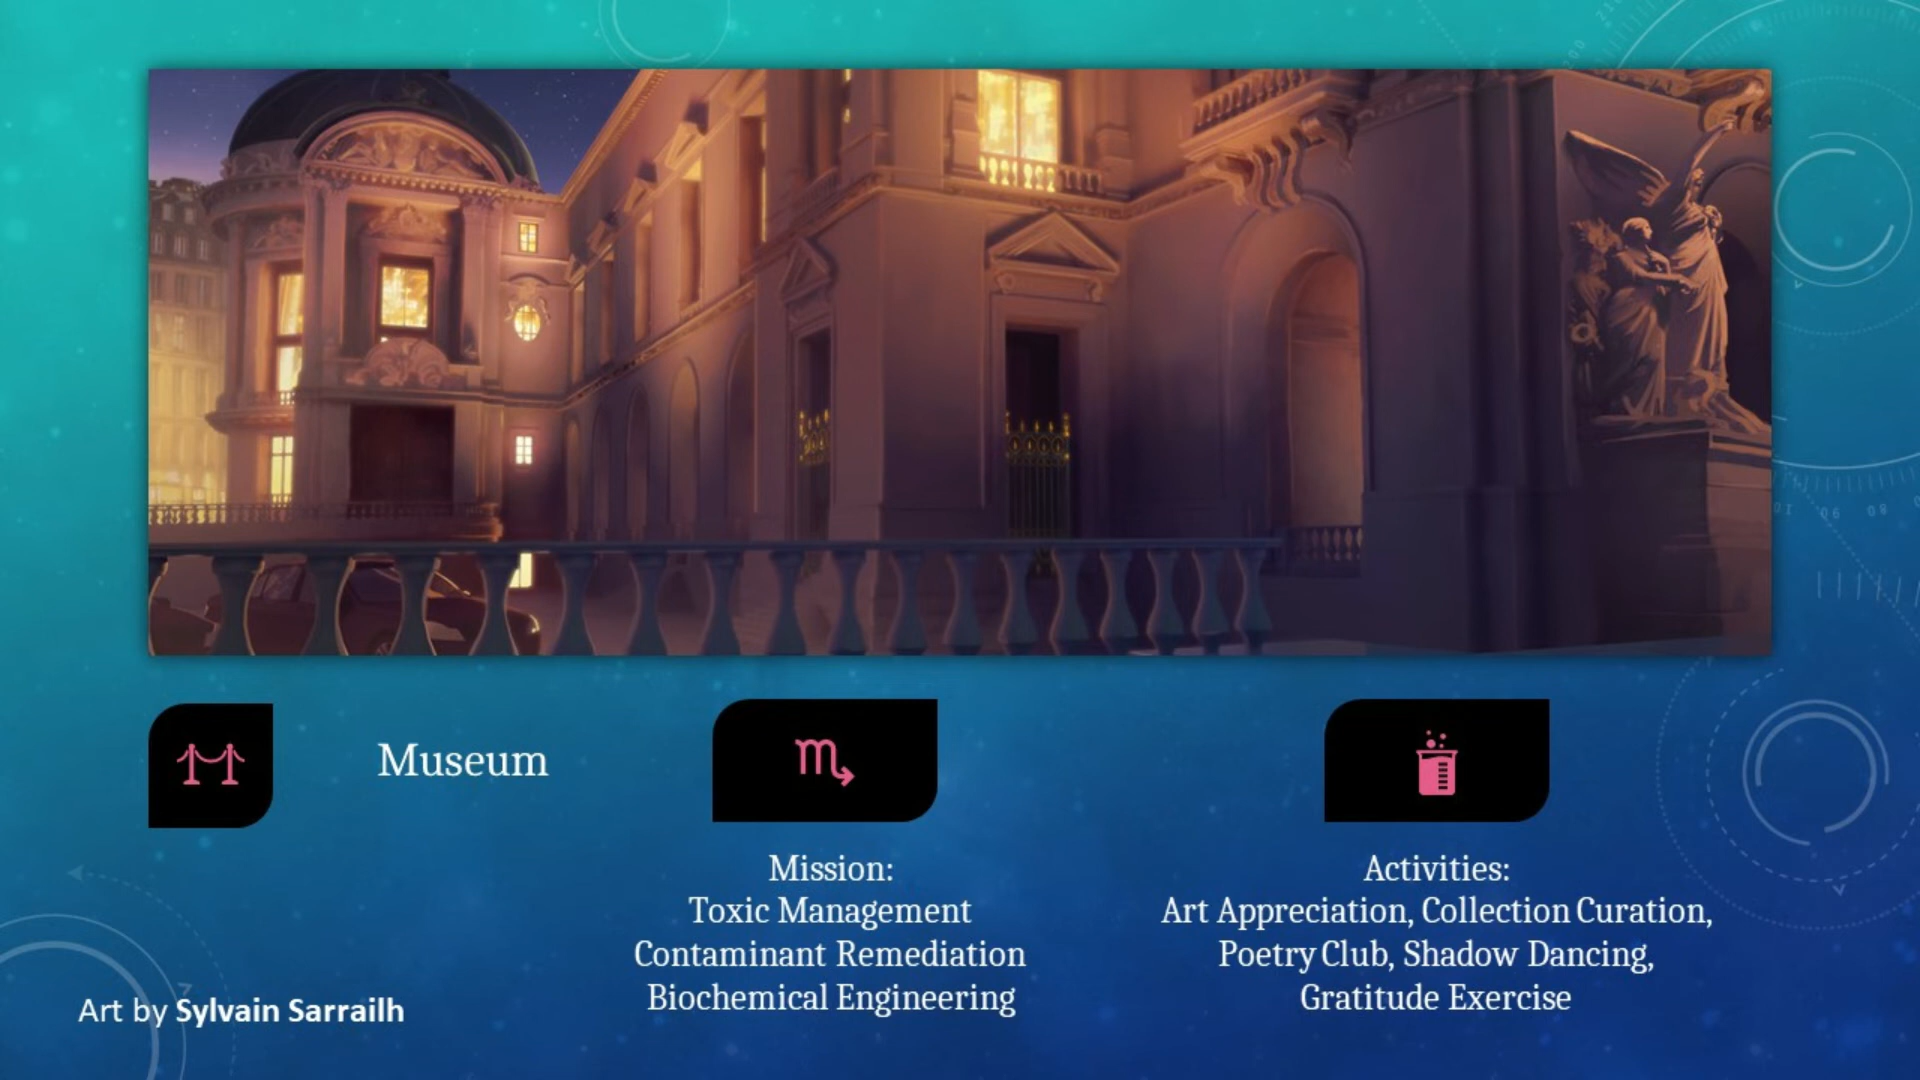 Museum
Mission:
Toxic Management
Contaminant Remediation
Biochemical Engineering
Activities:
Art Appreciation, Collection Curation,
Poetry Club, Shadow Dancing,
Gratitude Exercise
Art by Sylvain Sarrailh